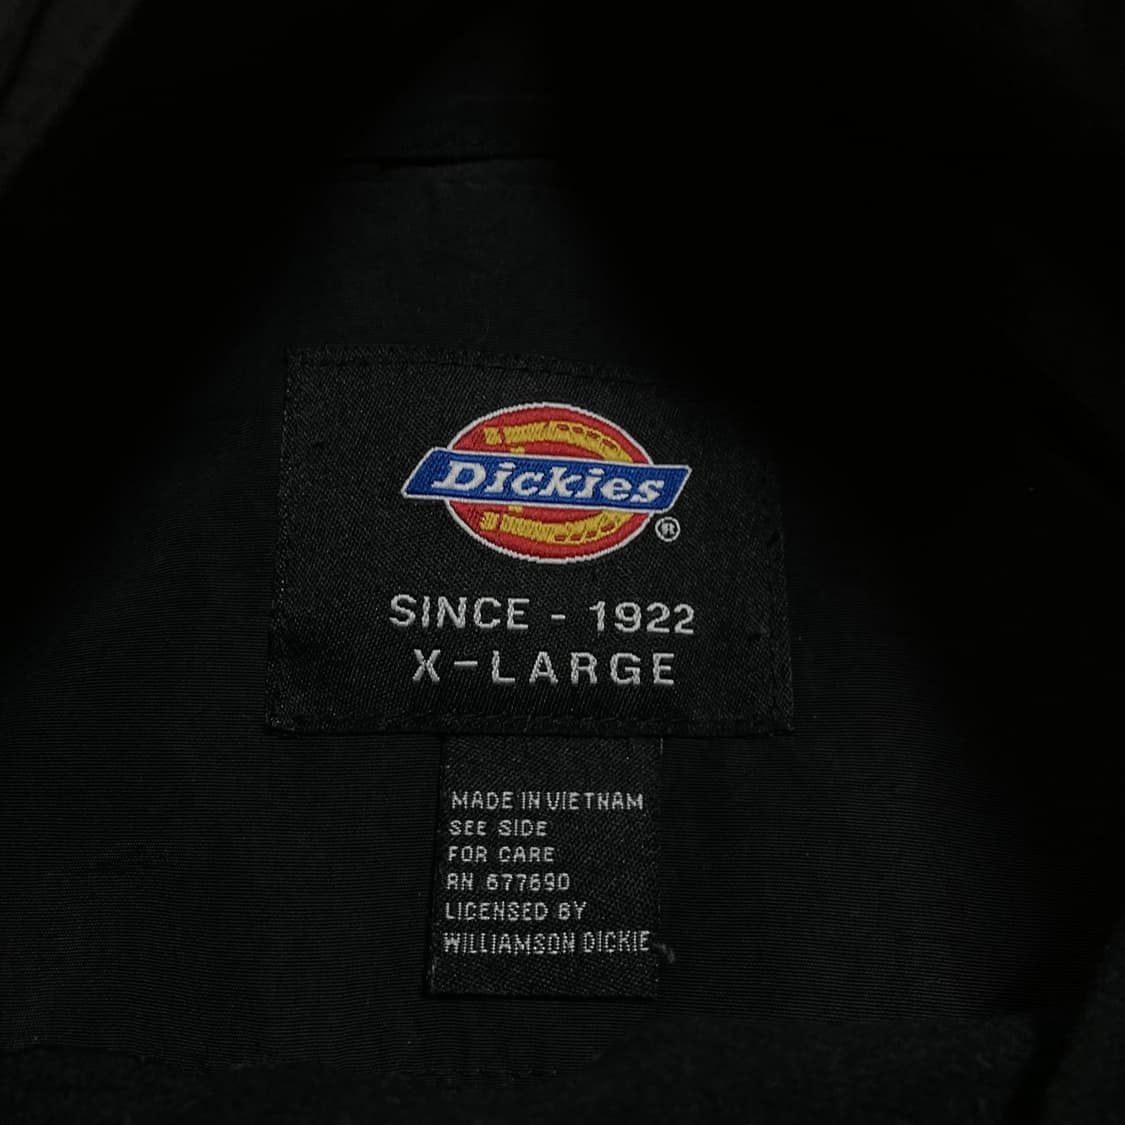 Dickies
®
SINCE - 1922
X-LARGE
MADE IN VIETNAM
SEE SIDE
FOR CARE
RN 677690
LICENSED BY
WILLIAMSON DICKIE